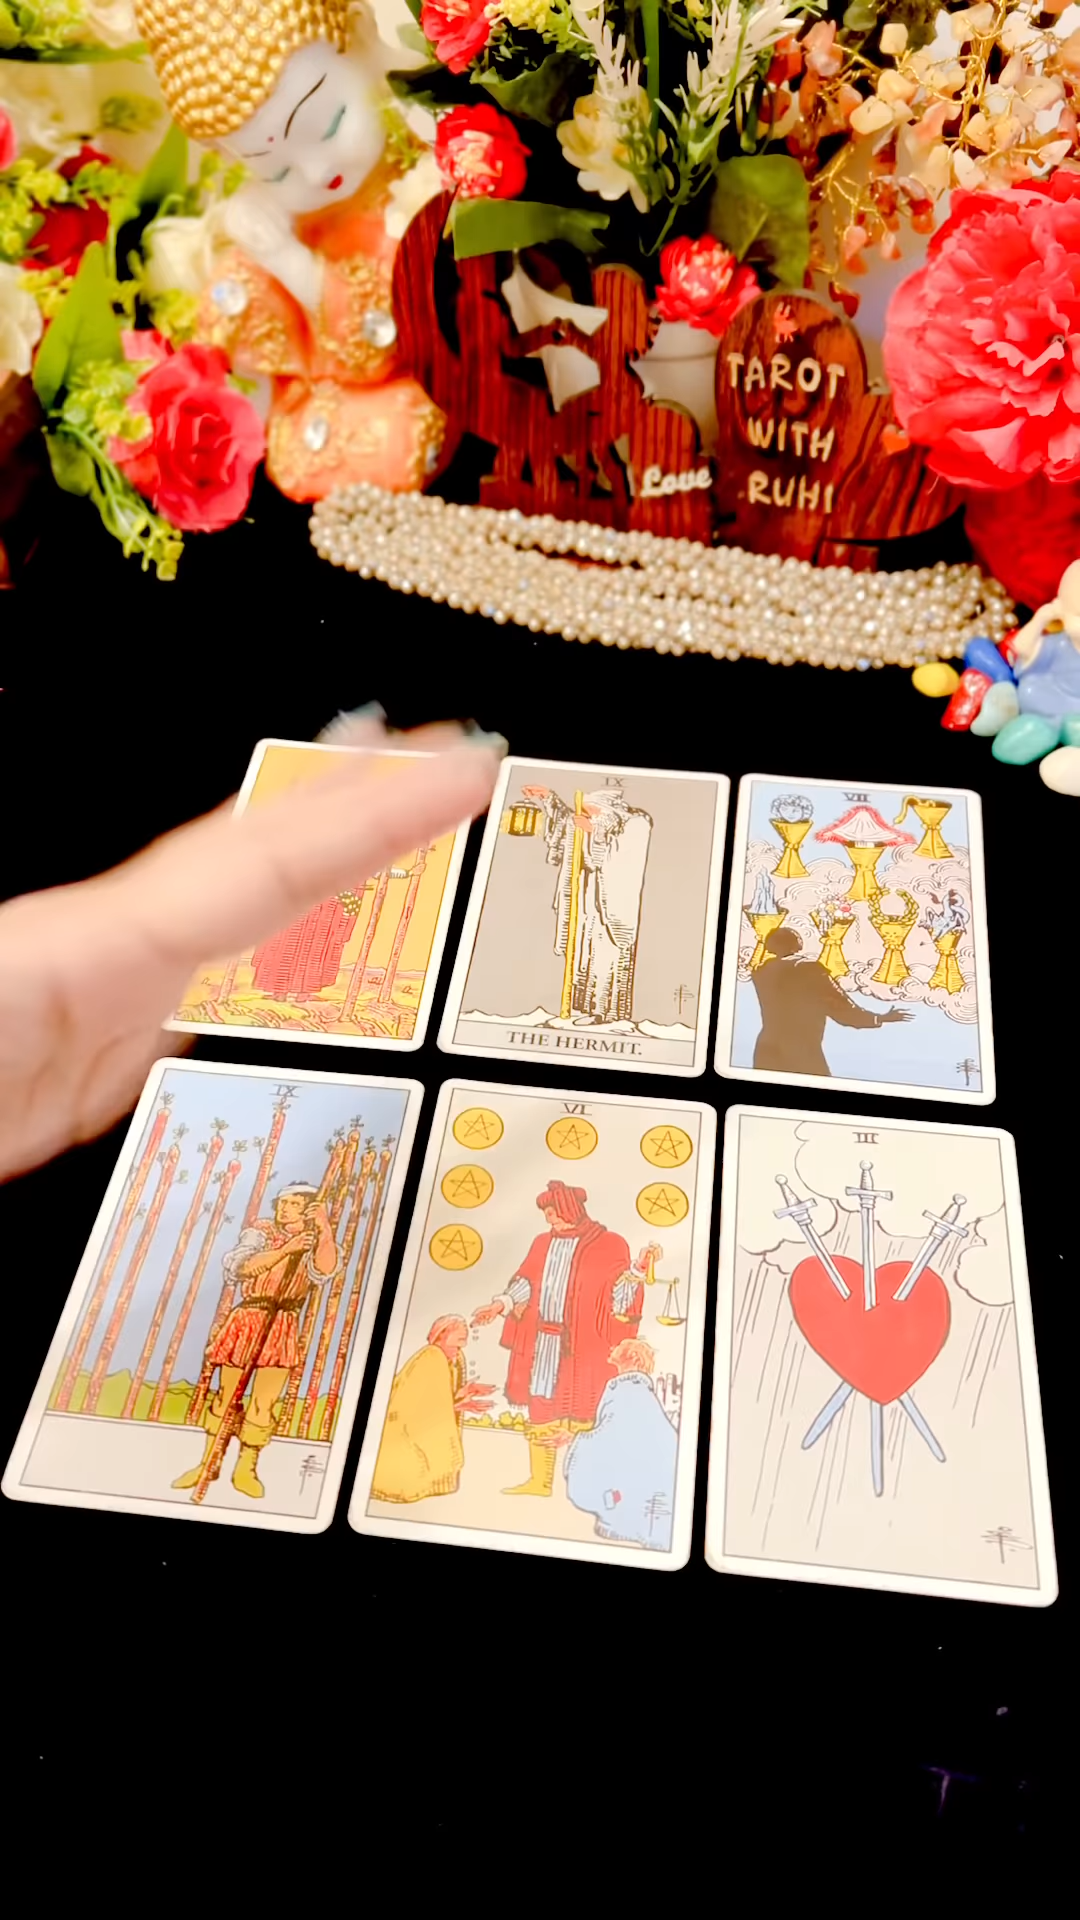 TAROT
WITH
RUHI
Love
IX
THE HERMIT.
VII
IX
VI
III